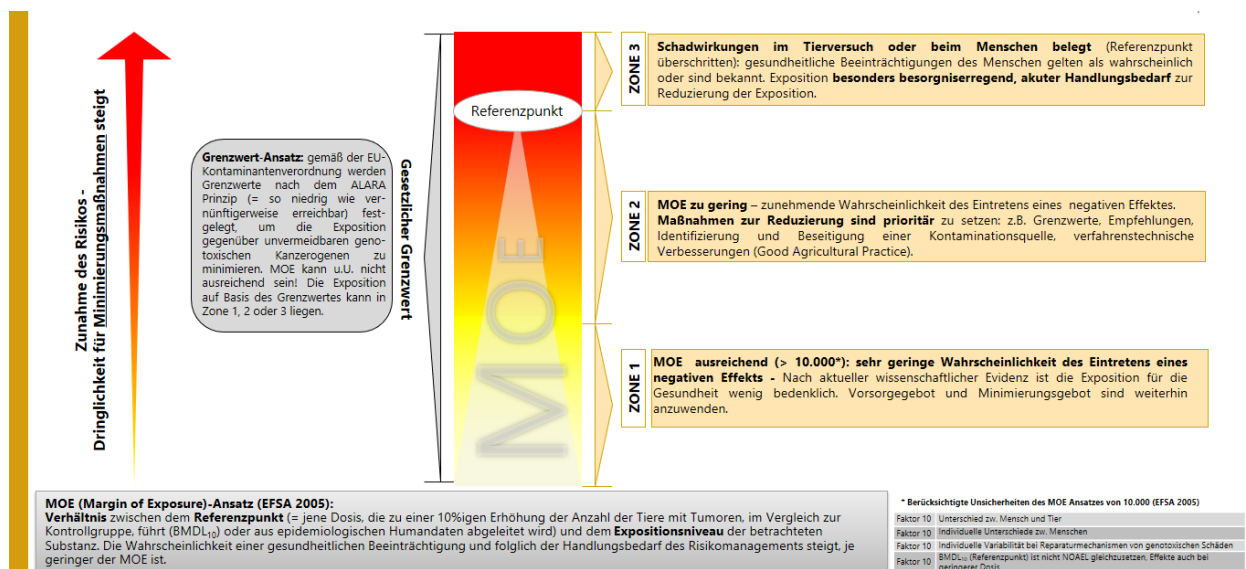 Zunahme des Risikos -
Dringlichkeit für Minimierungsmaßnahmen steigt
Grenzwert-Ansatz: gemäß der EU-
Kontaminantenverordnung werden
Grenzwerte nach dem ALARA
Prinzip (= so niedrig wie ver-
nünftigerweise erreichbar) fest-
gelegt, um die Exposition
gegenüber unvermeidbaren geno-
toxischen Kanzerogenen zu
minimieren. MOE kann u.U. nicht
ausreichend sein! Die Exposition
auf Basis des Grenzwertes kann in
Zone 1, 2 oder 3 liegen.
Gesetzlicher Grenzwert
Referenzpunkt
MOE
ZONE 3
Schadwirkungen im Tierversuch oder beim Menschen belegt (Referenzpunkt
überschritten): gesundheitliche Beeinträchtigungen des Menschen gelten als wahrscheinlich
oder sind bekannt. Exposition besonders besorgniserregend, akuter Handlungsbedarf zur
Reduzierung der Exposition.
ZONE 2
MOE zu gering – zunehmende Wahrscheinlichkeit des Eintretens eines negativen Effektes.
Maßnahmen zur Reduzierung sind prioritär zu setzen: z.B. Grenzwerte, Empfehlungen,
Identifizierung und Beseitigung einer Kontaminationsquelle, verfahrenstechnische
Verbesserungen (Good Agricultural Practice).
ZONE 1
MOE ausreichend (> 10.000*): sehr geringe Wahrscheinlichkeit des Eintretens eines
negativen Effekts - Nach aktueller wissenschaftlicher Evidenz ist die Exposition für die
Gesundheit wenig bedenklich. Vorsorgegebot und Minimierungsgebot sind weiterhin
anzuwenden.
MOE (Margin of Exposure)-Ansatz (EFSA 2005):
Verhältnis zwischen dem Referenzpunkt (= jene Dosis, die zu einer 10%igen Erhöhung der Anzahl der Tiere mit Tumoren, im Vergleich zur
Kontrollgruppe, führt (BMDL₁₀) oder aus epidemiologischen Humandaten abgeleitet wird) und dem Expositionsniveau der betrachteten
Substanz. Die Wahrscheinlichkeit einer gesundheitlichen Beeinträchtigung und folglich der Handlungsbedarf des Risikomanagements steigt, je
geringer der MOE ist.
* Berücksichtigte Unsicherheiten des MOE Ansatzes von 10.000 (EFSA 2005)
Faktor 10 Unterschied zw. Mensch und Tier
Faktor 10 Individuelle Unterschiede zw. Menschen
Faktor 10 Individuelle Variabilität bei Reparaturmechanismen von genotoxischen Schäden
Faktor 10 BMDL₁₀ (Referenzpunkt) ist nicht NOAEL gleichzusetzen, Effekte auch bei
geringerer Dosis